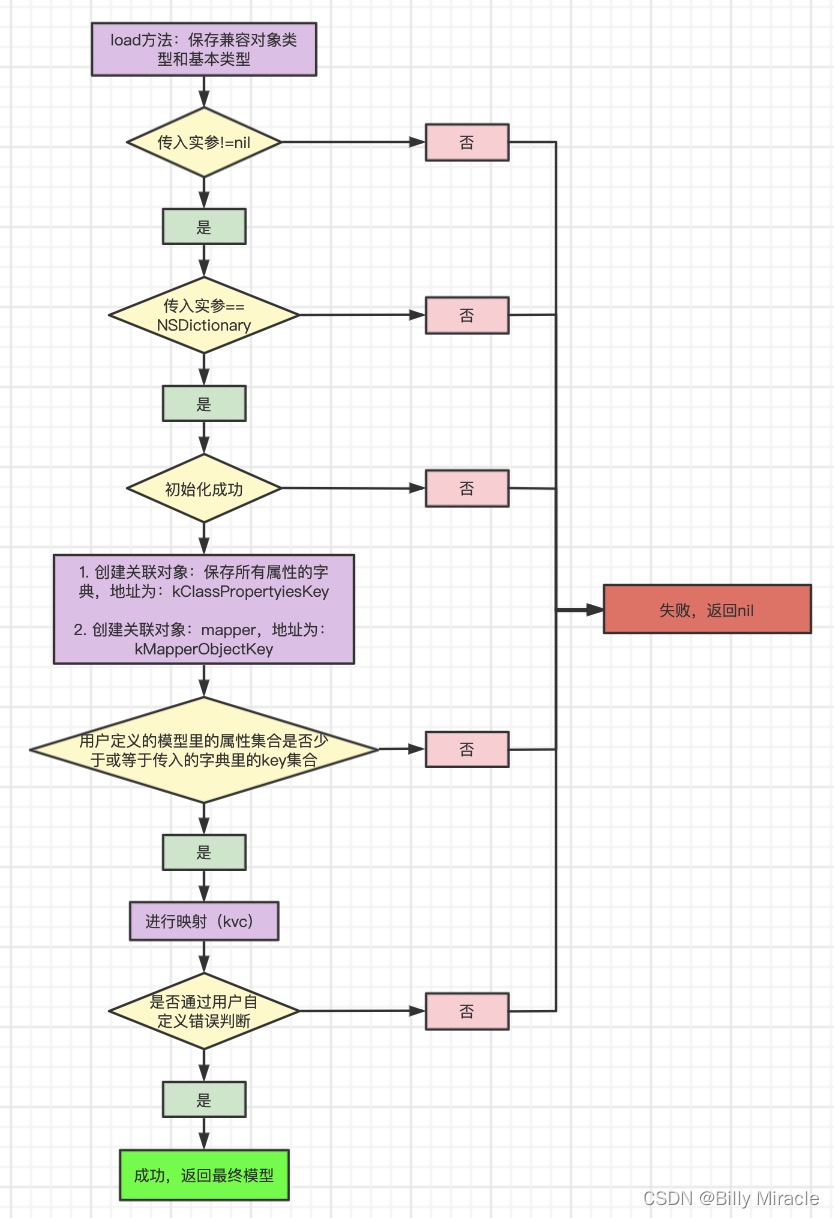 load方法：保存兼容对象类
型和基本类型
传入实参!=nil
否
是
传入实参==
NSDictionary
否
是
初始化成功
否
1. 创建关联对象：保存所有属性的字
典，地址为：kClassPropertyiesKey
2. 创建关联对象：mapper，地址为：
kMapperObjectKey
失败，返回nil
用户定义的模型里的属性集合是否少
于或等于传入的字典里的key集合
否
是
进行映射（kvc）
是否通过用户自
定义错误判断
否
是
成功，返回最终模型
CSDN @Billy Miracle